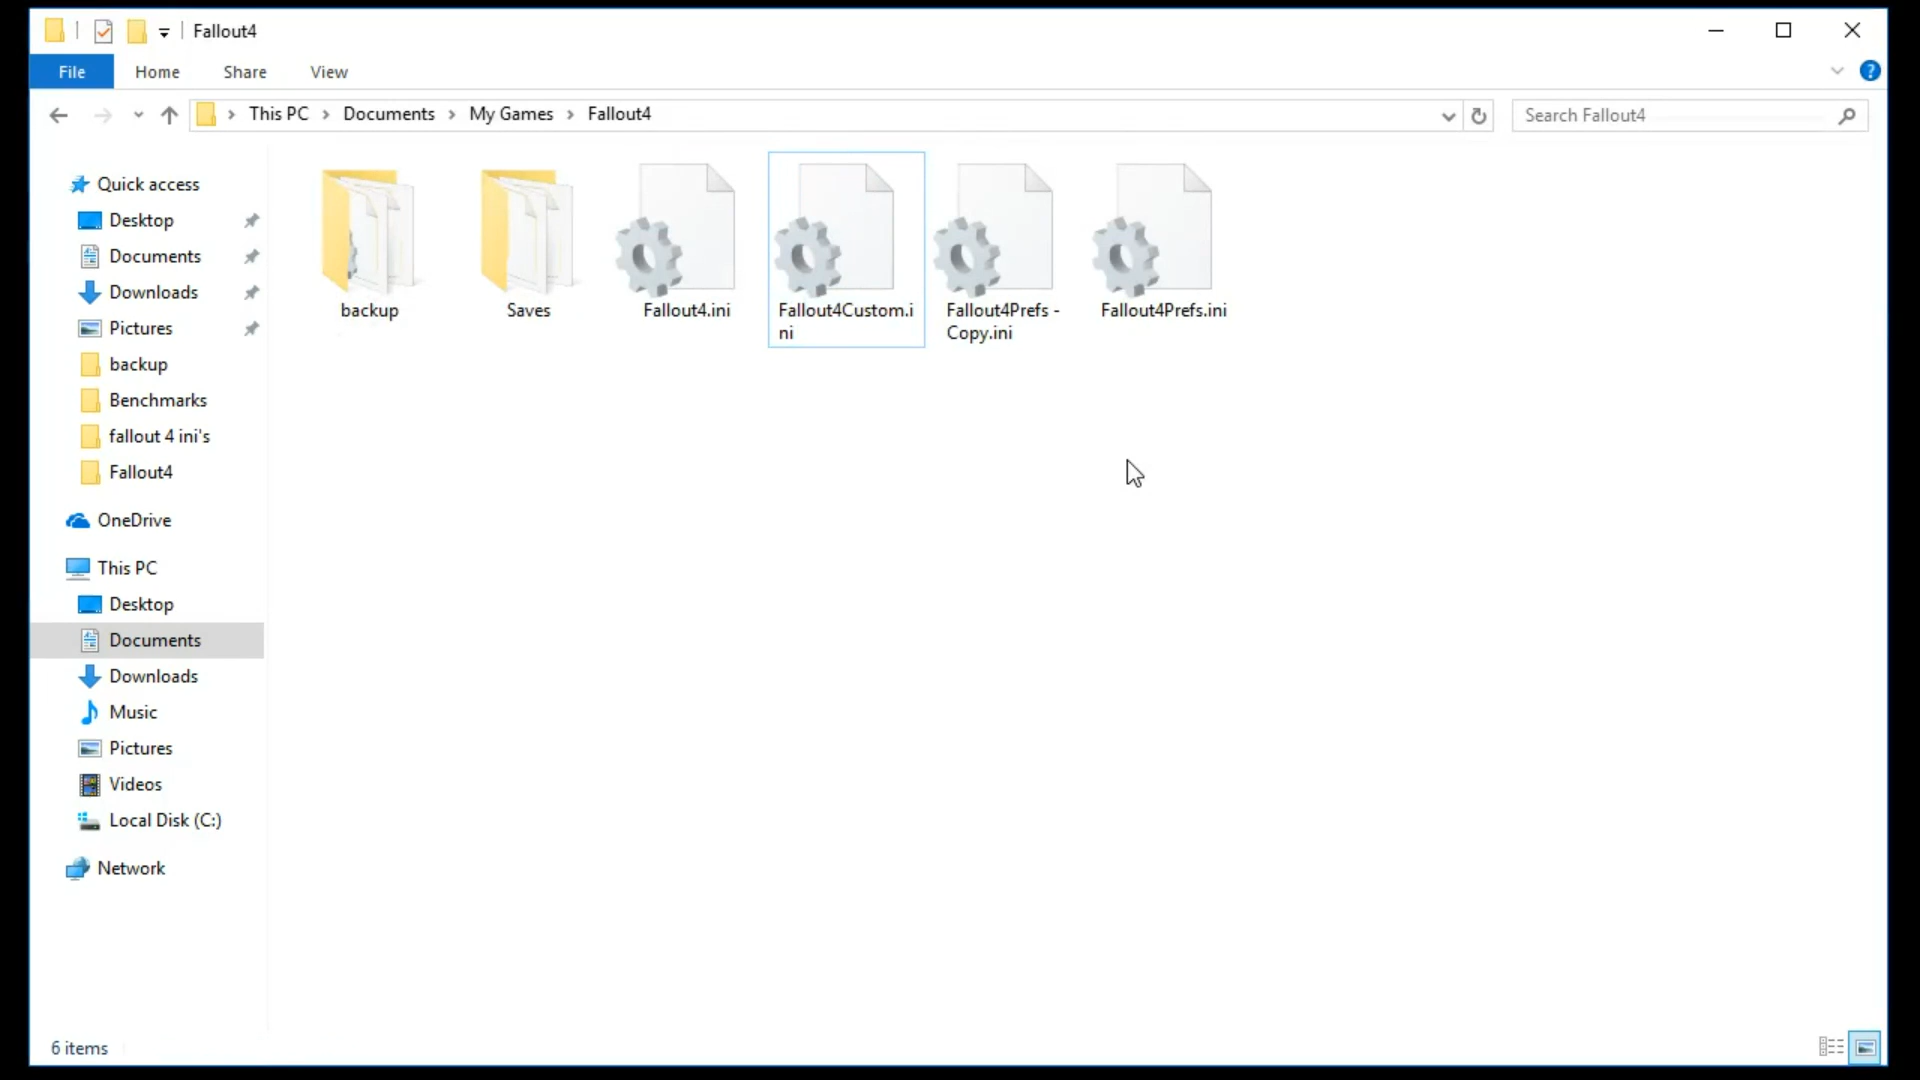 Fallout4
File Home Share View
This PC Documents My Games Fallout4
Search Fallout4
Quick access
Desktop
Documents
Downloads
Pictures
backup
Benchmarks
fallout 4 ini's
Fallout4
OneDrive
This PC
Desktop
Documents
Downloads
Music
Pictures
Videos
Local Disk (C:)
Network
backup
Saves
Fallout4.ini
Fallout4Custom.i
ni
Fallout4Prefs -
Copy.ini
Fallout4Prefs.ini
6 items